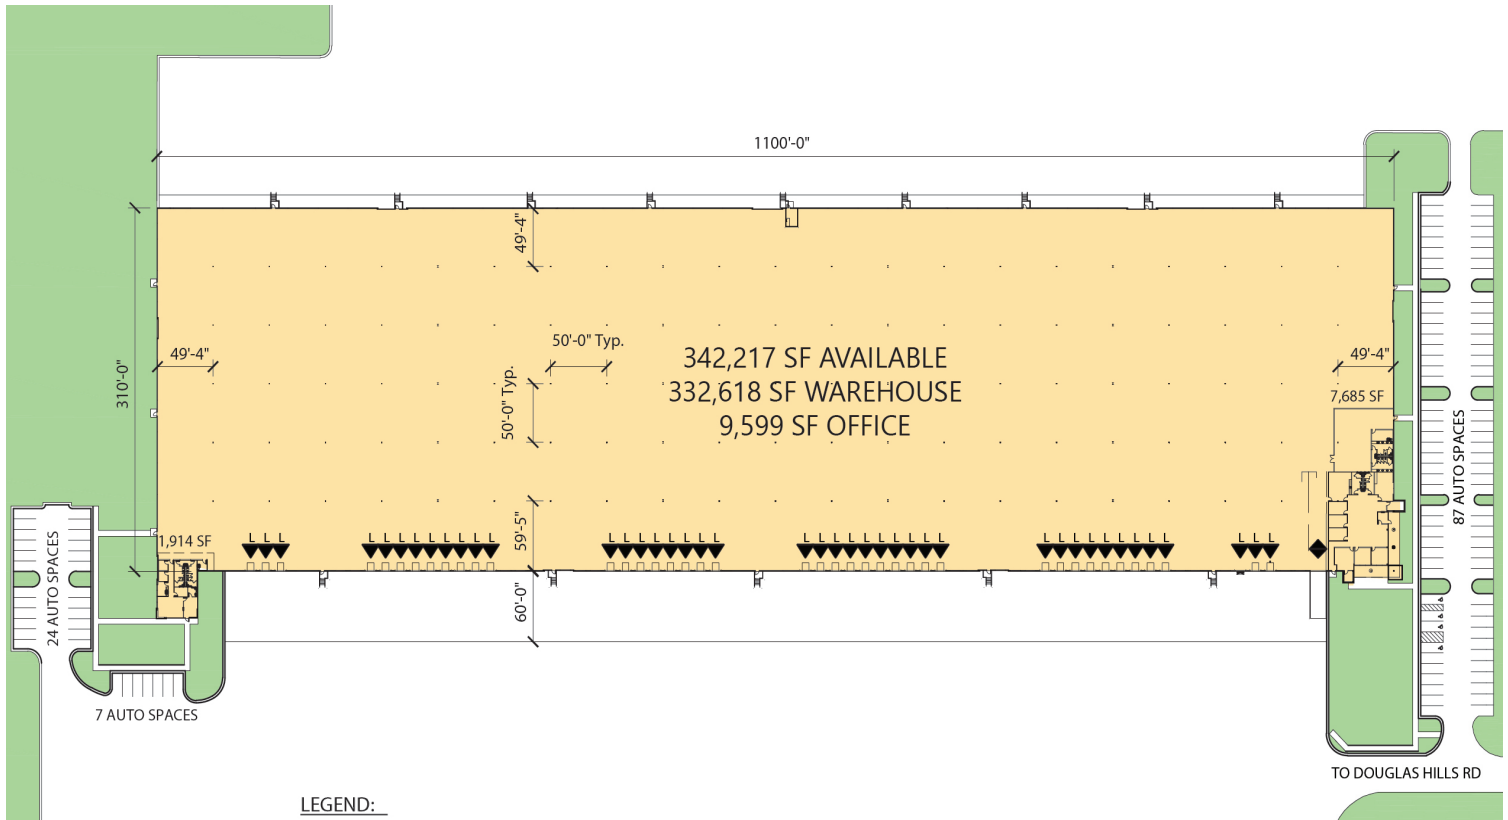 1100'-0"
49'-4"
310'-0"
49'-4"
50'-0" Typ.
50'-0" Typ.
342,217 SF AVAILABLE
332,618 SF WAREHOUSE
9,599 SF OFFICE
49'-4"
7,685 SF
87 AUTO SPACES
59'-5"
1,914 SF
L L L
L L L L L L L L
L L L L L L L
L L L L L L L L L
L L L L L L L L
L L L
24 AUTO SPACES
60'-0"
7 AUTO SPACES
TO DOUGLAS HILLS RD
LEGEND: